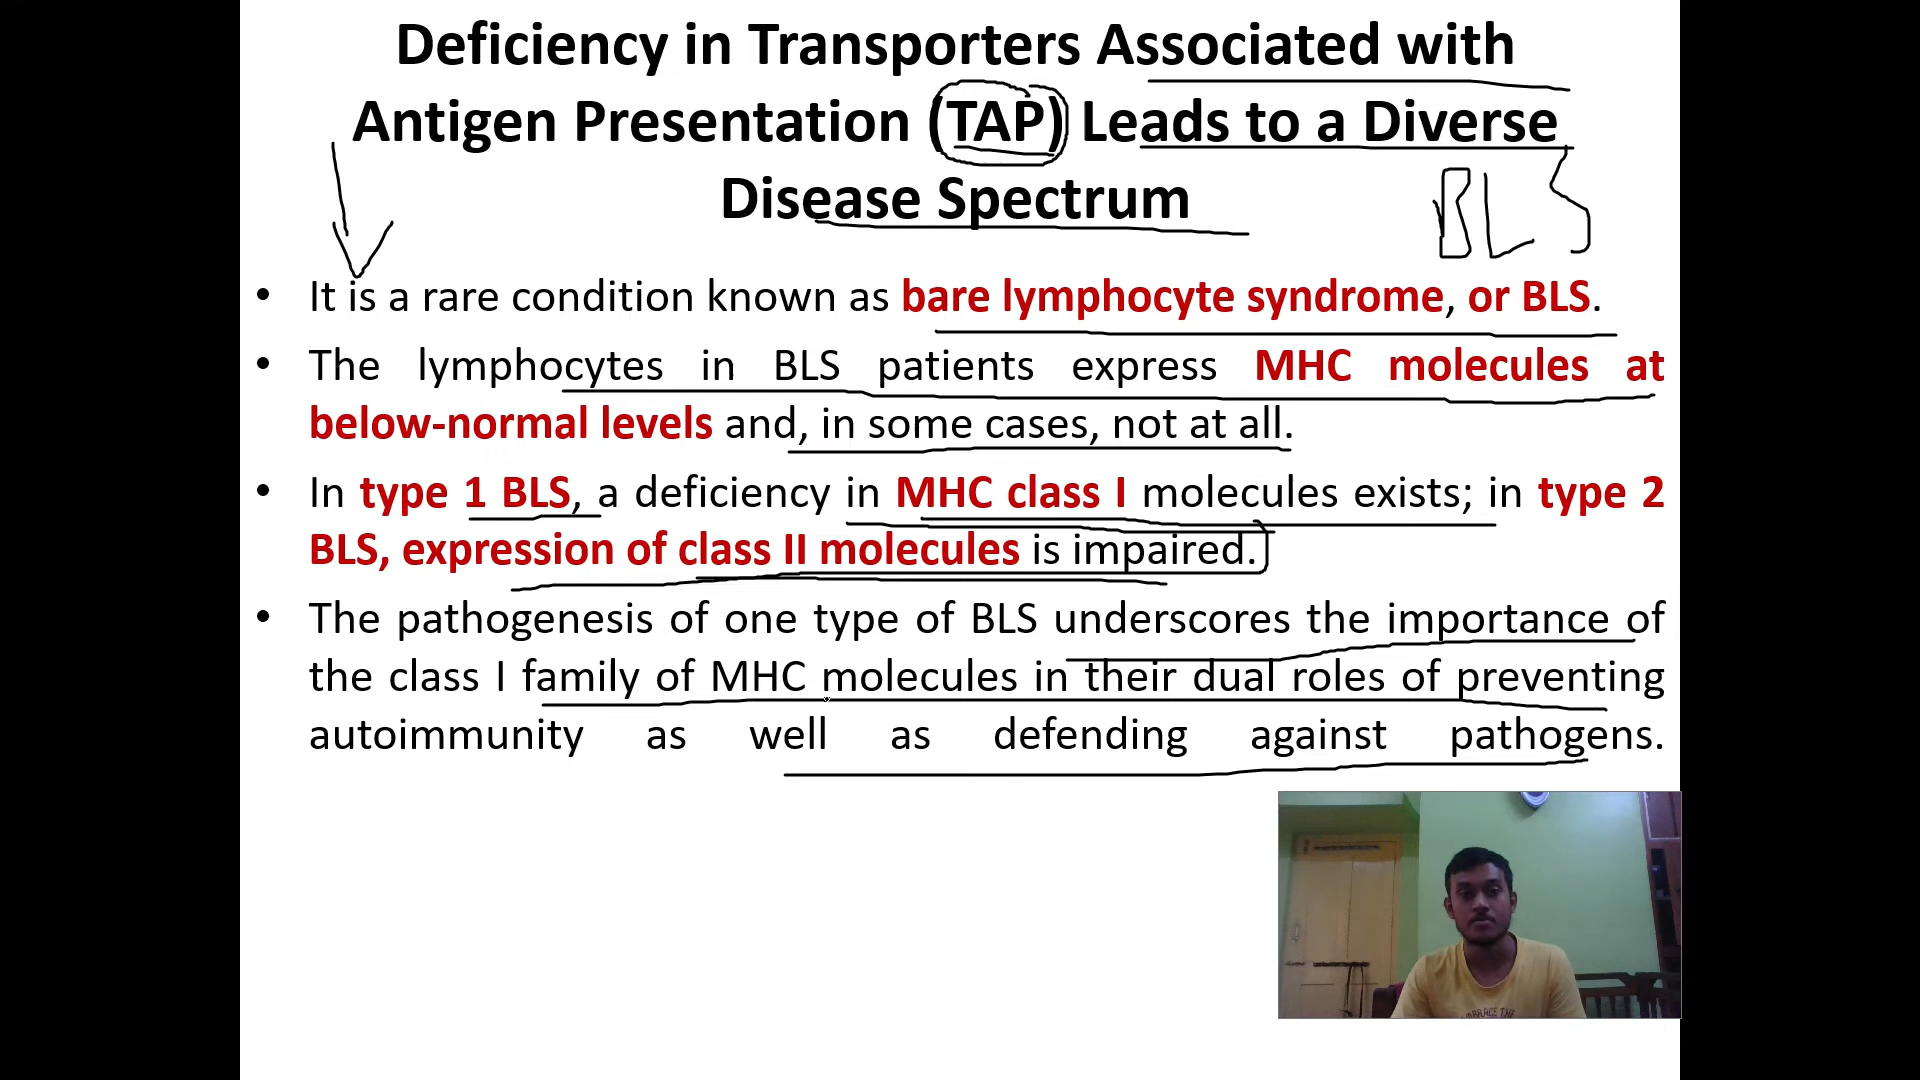 Deficiency in Transporters Associated with
Antigen Presentation (TAP) Leads to a Diverse
Disease Spectrum
BLS
• It is a rare condition known as bare lymphocyte syndrome, or BLS.
• The lymphocytes in BLS patients express MHC molecules at
below-normal levels and, in some cases, not at all.
• In type 1 BLS, a deficiency in MHC class I molecules exists; in type 2
BLS, expression of class II molecules is impaired.
• The pathogenesis of one type of BLS underscores the importance of
the class I family of MHC molecules in their dual roles of preventing
autoimmunity as well as defending against pathogens.